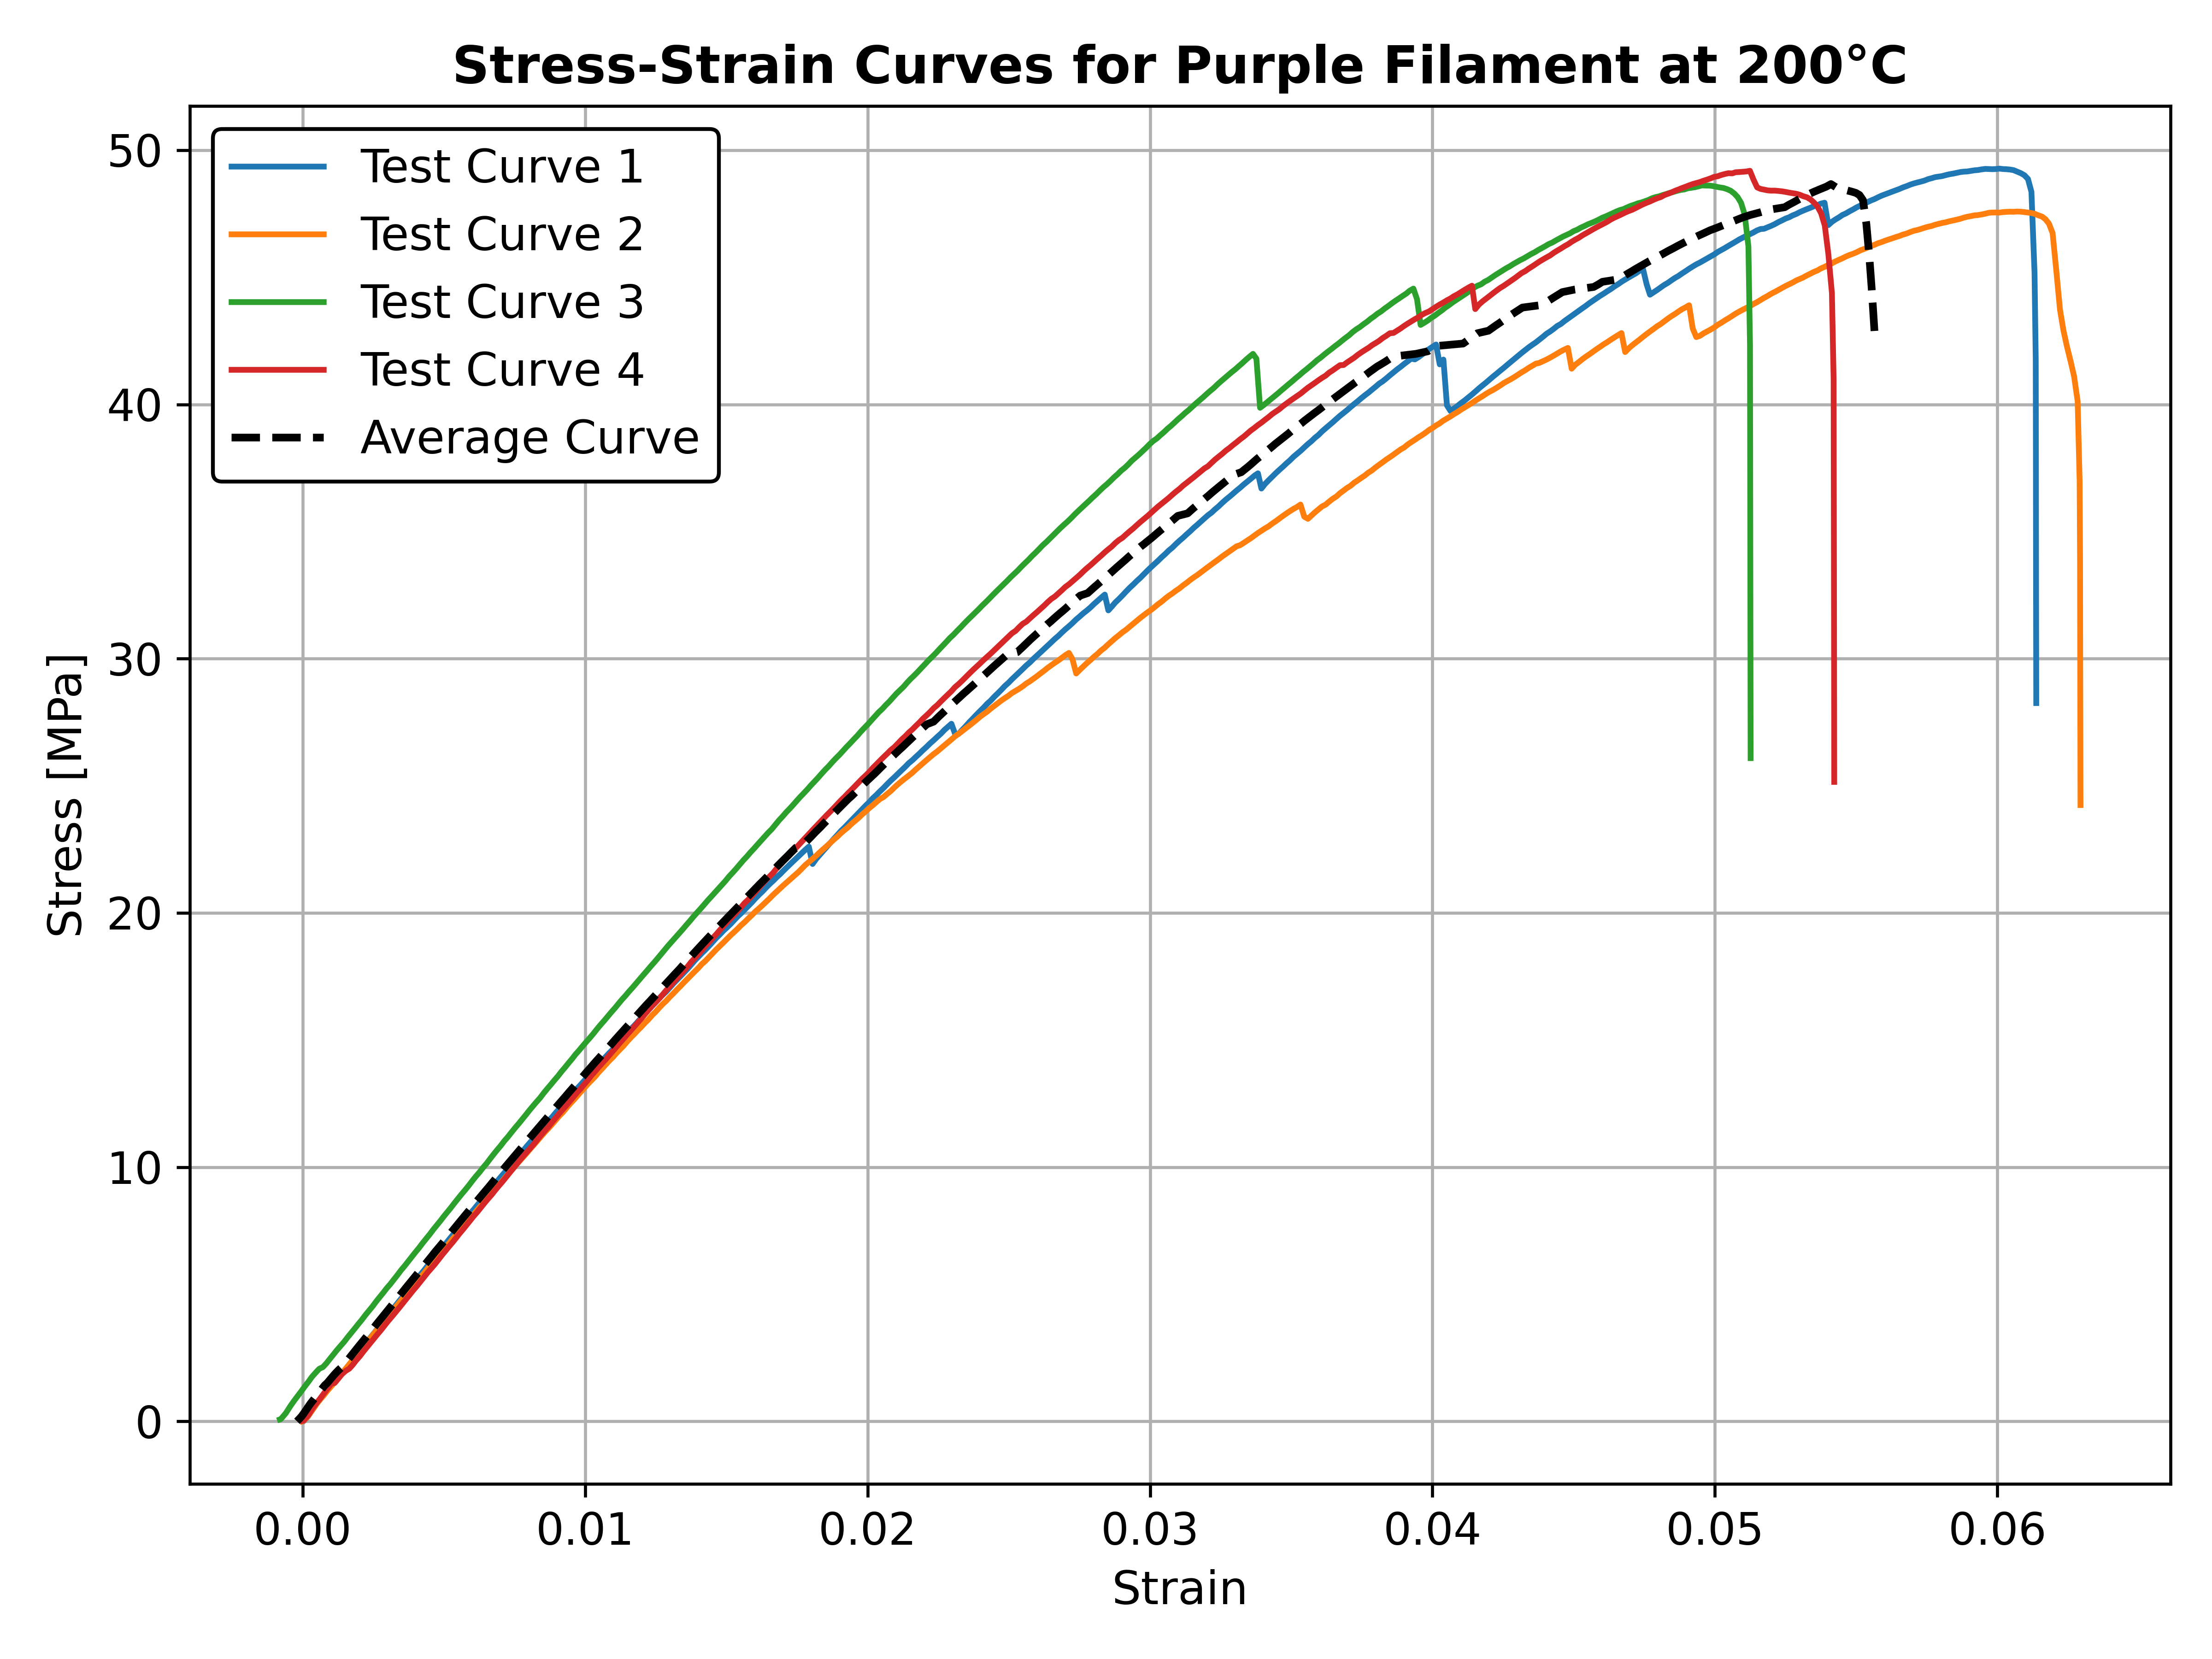 Stress-Strain Curves for Purple Filament at 200°C
Test Curve 1
Test Curve 2
Test Curve 3
Test Curve 4
Average Curve
Stress [MPa]
50
40
30
20
10
0
0.00 0.01 0.02 0.03 0.04 0.05 0.06
Strain